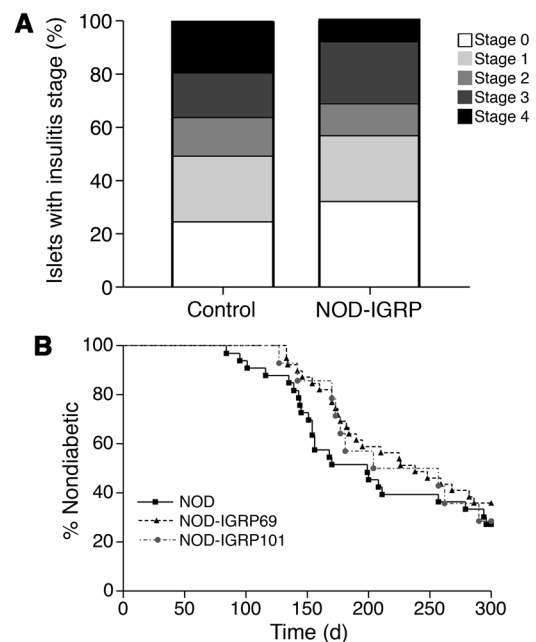 A
Islets with insulitis stage (%)
100
80
60
40
20
0
Control
NOD-IGRP
Stage 0
Stage 1
Stage 2
Stage 3
Stage 4
B
% Nondiabetic
100
80
60
40
20
0
NOD
NOD-IGRP69
NOD-IGRP101
0 50 100 150 200 250 300
Time (d)